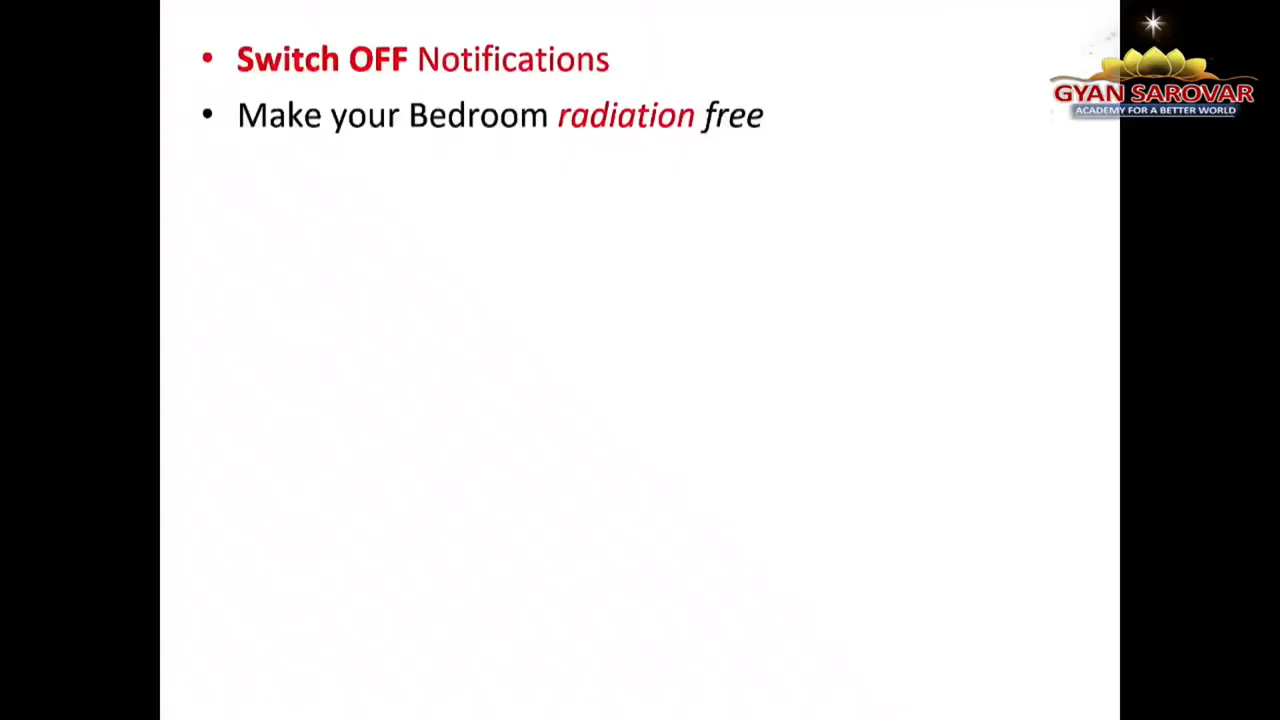 • Switch OFF Notifications
• Make your Bedroom radiation free
GYAN SAROVAR
ACADEMY FOR A BETTER WORLD